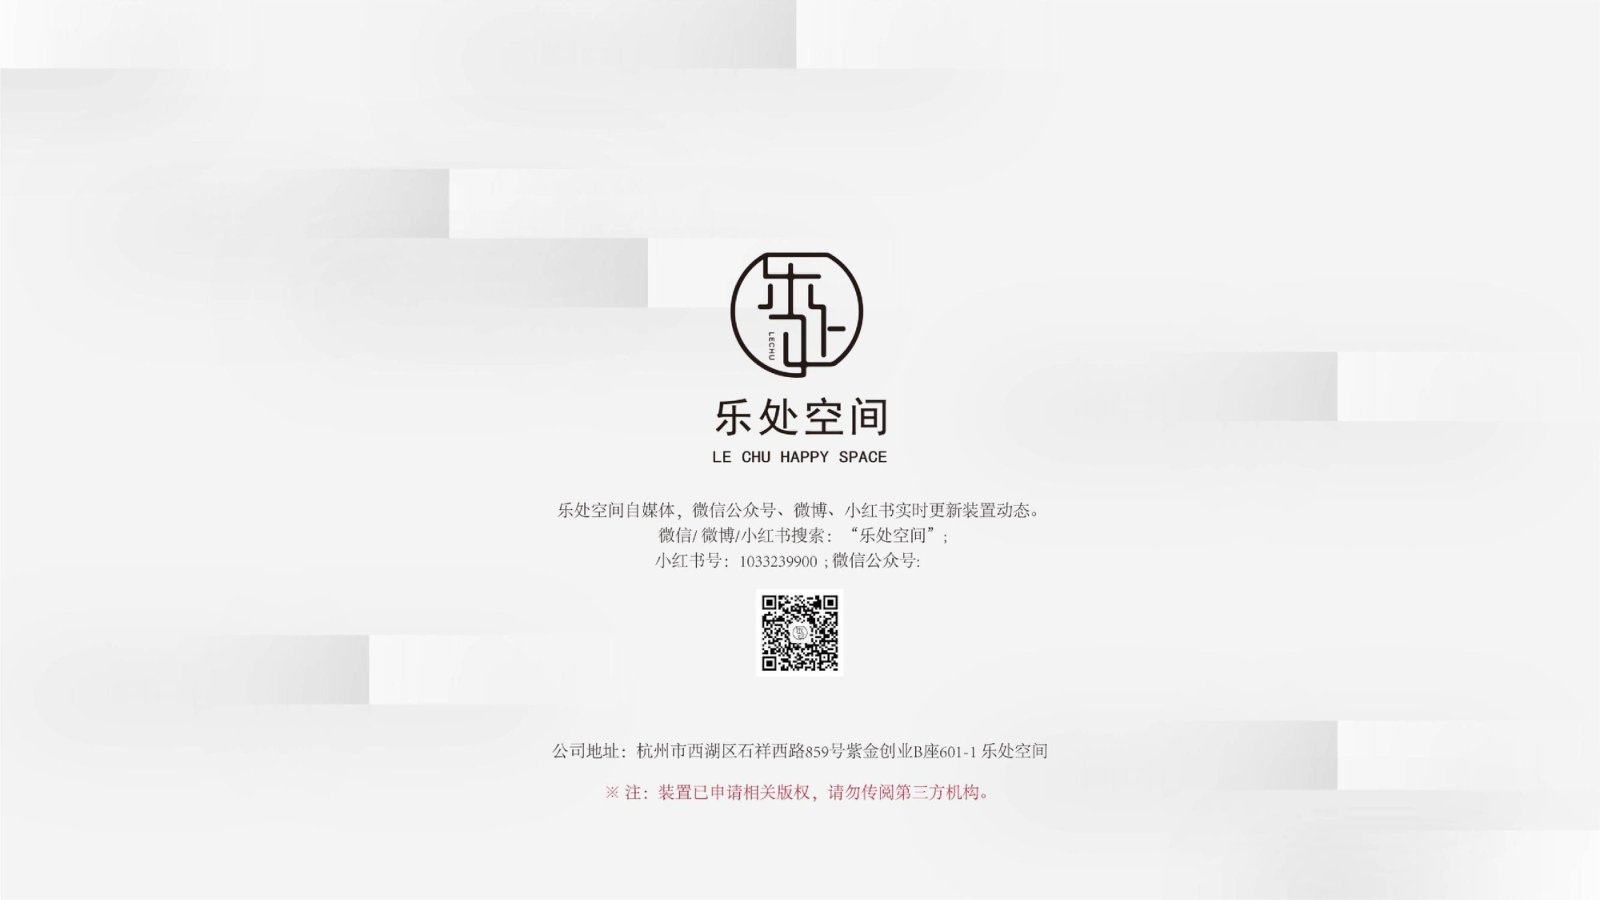 乐处
LECHU
乐处空间
LE CHU HAPPY SPACE
乐处空间自媒体，微信公众号、微博、小红书实时更新装置动态。
微信/ 微博/小红书搜索：“乐处空间”;
小红书号：1033239900 ; 微信公众号:
公司地址：杭州市西湖区石祥西路859号紫金创业B座601-1 乐处空间
※ 注：装置已申请相关版权，请勿传阅第三方机构。